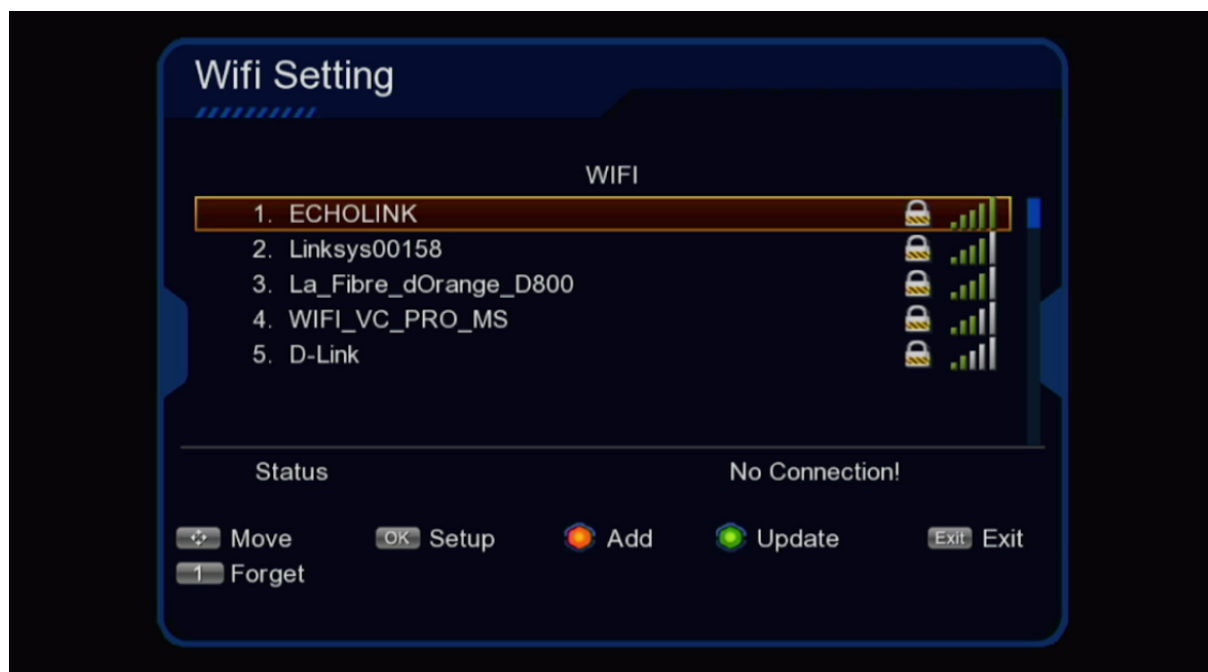 Wifi Setting
WIFI
1. ECHOLINK
2. Linksys00158
3. La_Fibre_dOrange_D800
4. WIFI_VC_PRO_MS
5. D-Link
Status No Connection!
Move OK Setup Add Update Exit Exit
1 Forget